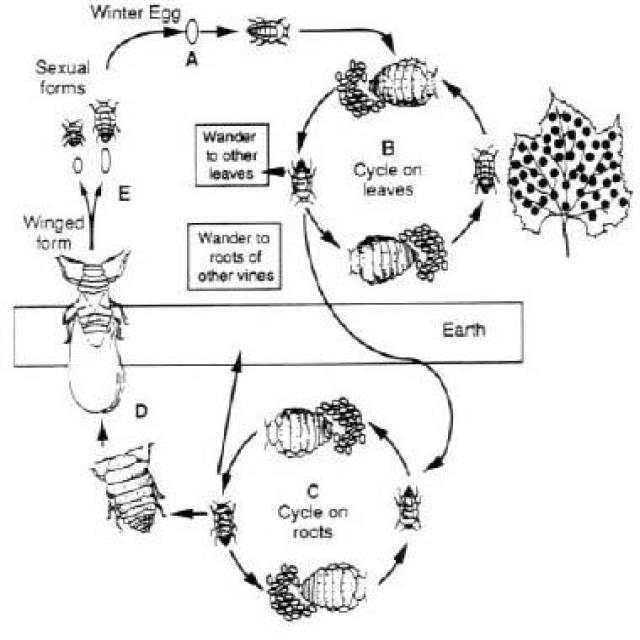 Winter Egg
A
Sexual
forms
Wander
to other
leaves
B
Cycle on
leaves
E
Winged
form
Wander to
roots of
other vines
Earth
D
C
Cycle on
roots